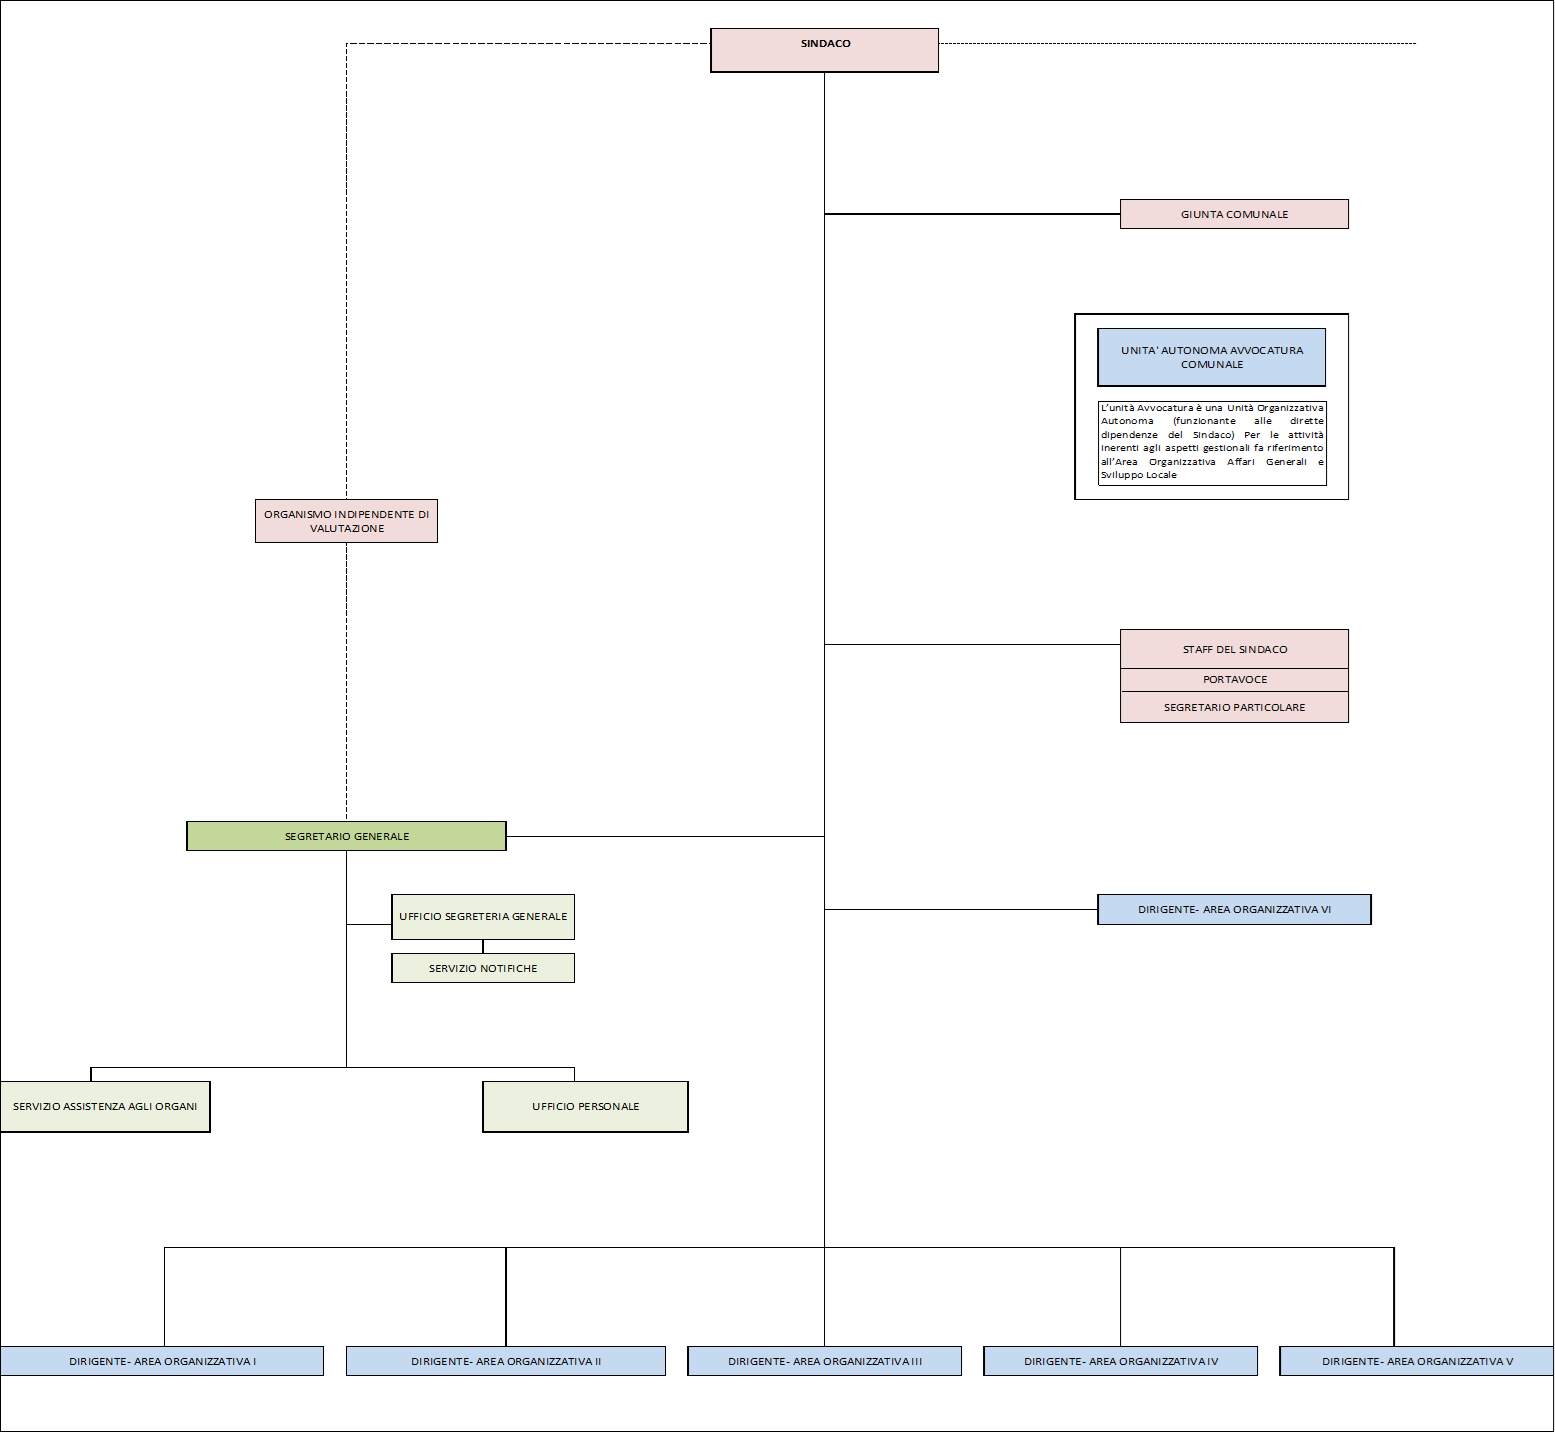 SINDACO
GIUNTA COMUNALE
UNITA' AUTONOMA AVVOCATURA
COMUNALE
L'unità Avvocatura è una Unità Organizzativa
Autonoma (funzionante alle dirette
dipendenze del Sindaco) Per le attività
inerenti agli aspetti gestionali fa riferimento
all'Area Organizzativa Affari Generali e
Sviluppo Locale
ORGANISMO INDIPENDENTE DI
VALUTAZIONE
STAFF DEL SINDACO
PORTAVOCE
SEGRETARIO PARTICOLARE
SEGRETARIO GENERALE
UFFICIO SEGRETERIA GENERALE
DIRIGENTE- AREA ORGANIZZATIVA VI
SERVIZIO NOTIFICHE
SERVIZIO ASSISTENZA AGLI ORGANI
UFFICIO PERSONALE
DIRIGENTE- AREA ORGANIZZATIVA I
DIRIGENTE- AREA ORGANIZZATIVA II
DIRIGENTE- AREA ORGANIZZATIVA III
DIRIGENTE- AREA ORGANIZZATIVA IV
DIRIGENTE- AREA ORGANIZZATIVA V